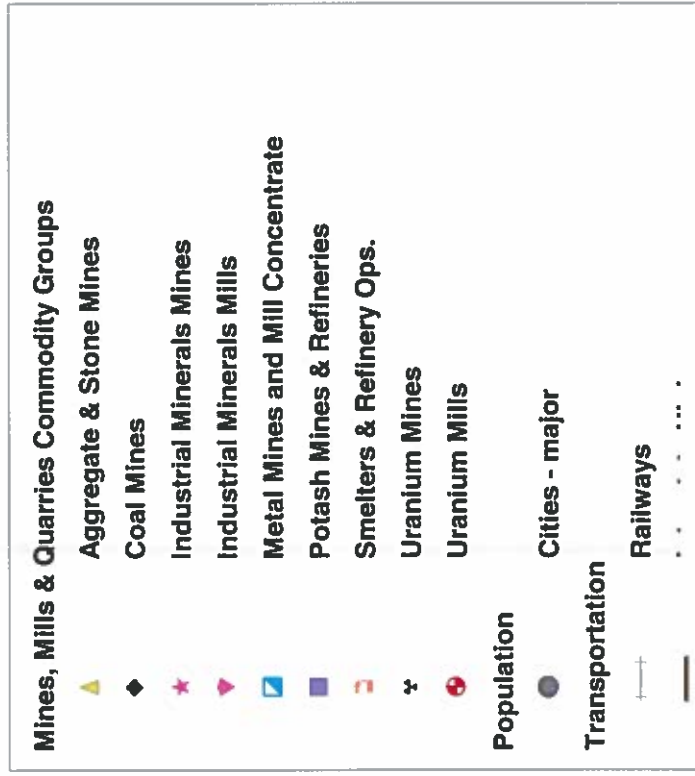 Mines, Mills & Quarries Commodity Groups
Aggregate & Stone Mines
Coal Mines
Industrial Minerals Mines
Industrial Minerals Mills
Metal Mines and Mill Concentrate
Potash Mines & Refineries
Smelters & Refinery Ops.
Uranium Mines
Uranium Mills
Population
Cities - major
Transportation
Railways